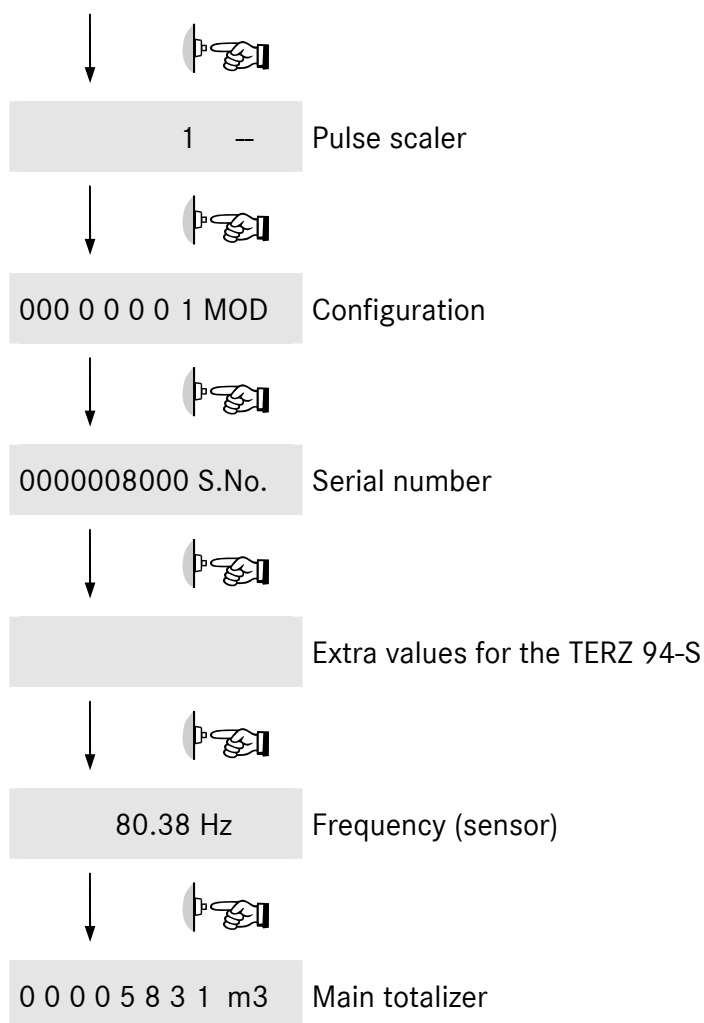 1 – Pulse scaler
000 0 0 0 0 1 MOD Configuration
0000008000 S.No. Serial number
Extra values for the TERZ 94-S
80.38 Hz Frequency (sensor)
0 0 0 0 5 8 3 1 m3 Main totalizer